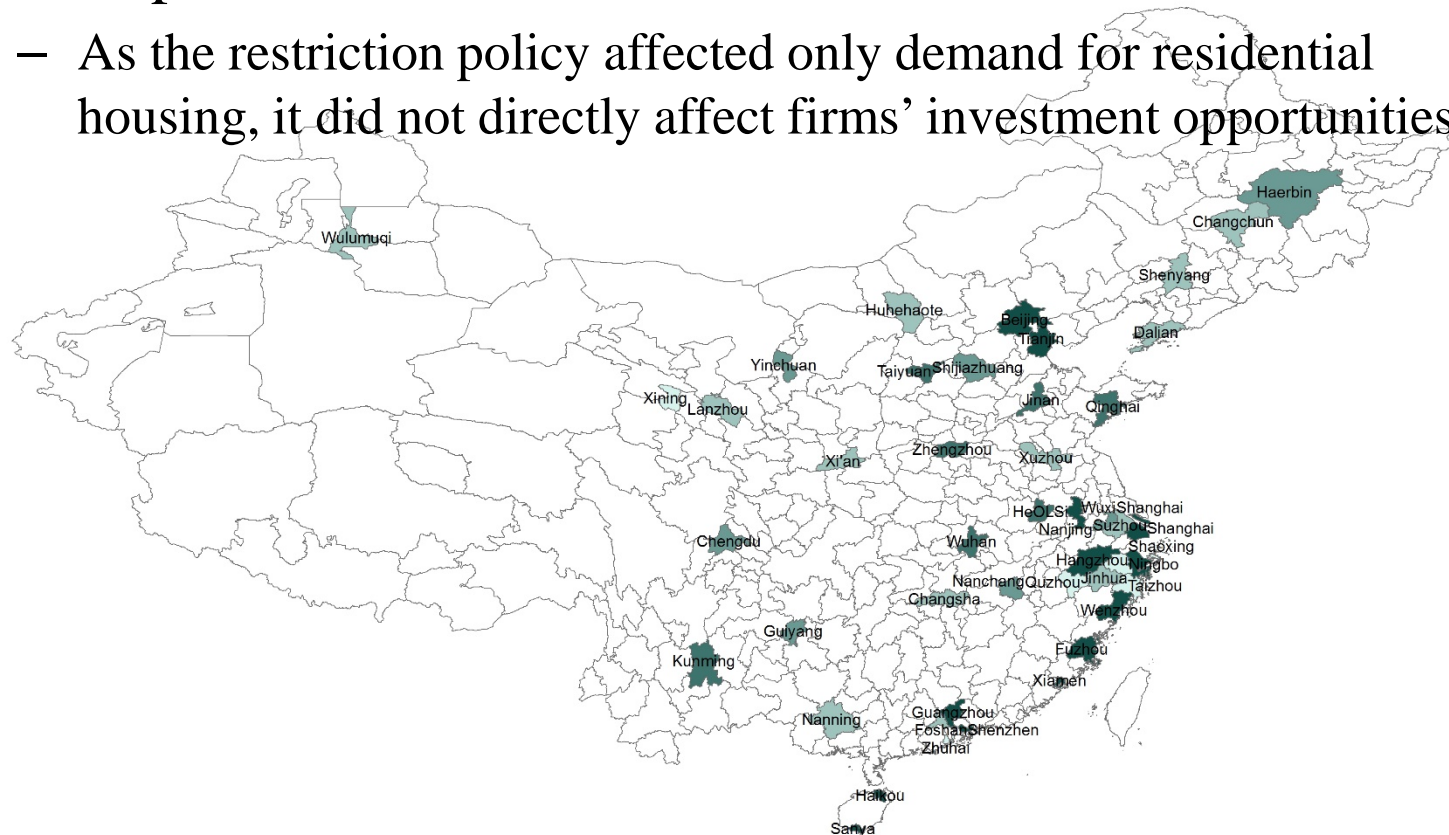 – As the restriction policy affected only demand for residential
housing, it did not directly affect firms’ investment opportunities
Haerbin
Changchun
Wulumuqi
Shenyang
Huhehaote
Beijing
Dalian
Tianjin
Yinchuan
Taiyuan
Shijiazhuang
Xining
Lanzhou
Jinan
Qinghai
Zhengzhou
Xi'an
Xuzhou
Wuxi
Shanghai
Nanjing
Suzhou
Shanghai
Chengdu
Wuhan
Shaoxing
Hangzhou
Ningbo
Nanchang
Quzhou
Jinhua
Taizhou
Changsha
Wenzhou
Guiyang
Fuzhou
Kunming
Xiamen
Nanning
Guangzhou
Foshan
Shenzhen
Zhuhai
Haikou
Sanya